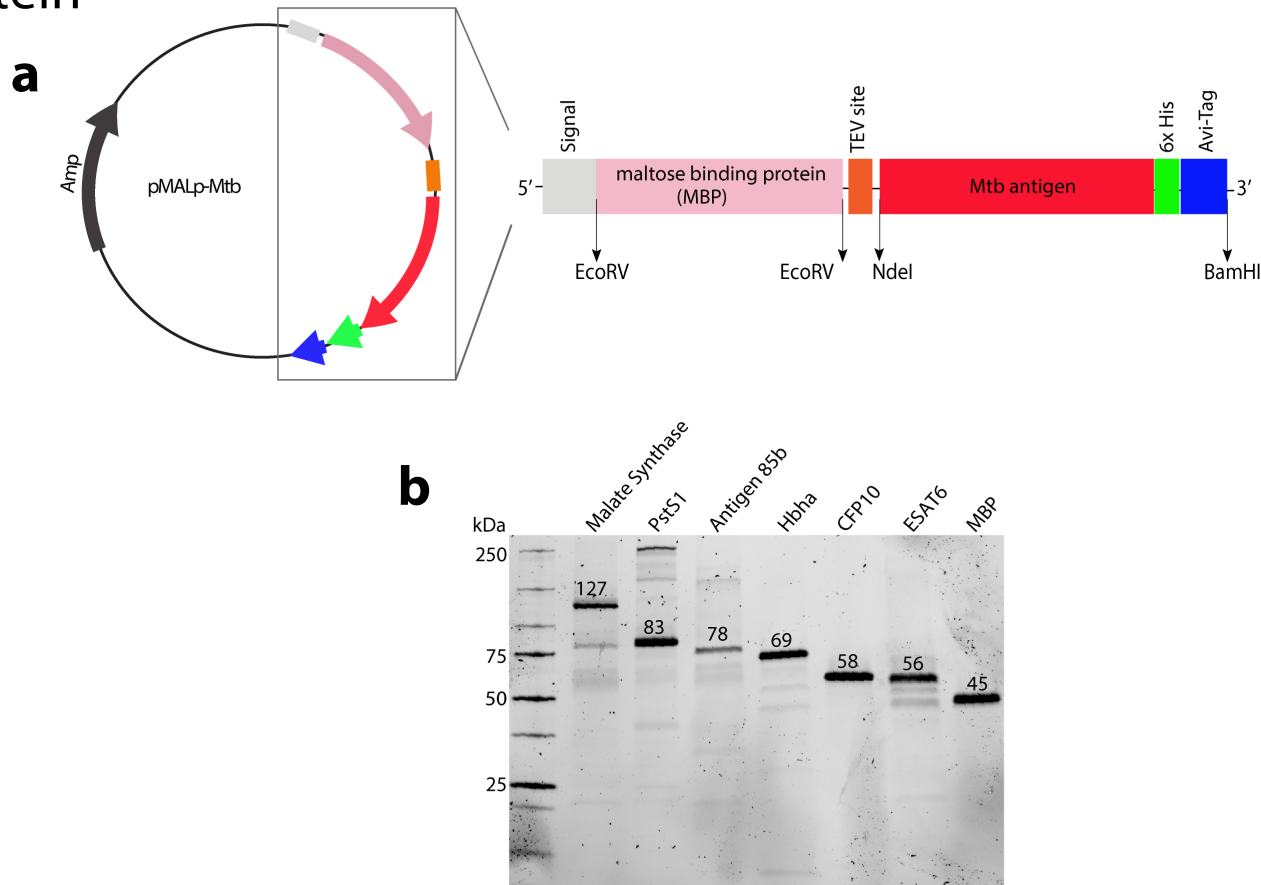 tein
a
Amp
pMALp-Mtb
Signal
TEV site
6x His
Avi-Tag
5′
maltose binding protein
(MBP)
Mtb antigen
3′
EcoRV
EcoRV
NdeI
BamHI
b
kDa
Malate Synthase
PstS1
Antigen 85b
Hbha
CFP10
ESAT6
MBP
250
75
50
25
127
83
78
69
58
56
45